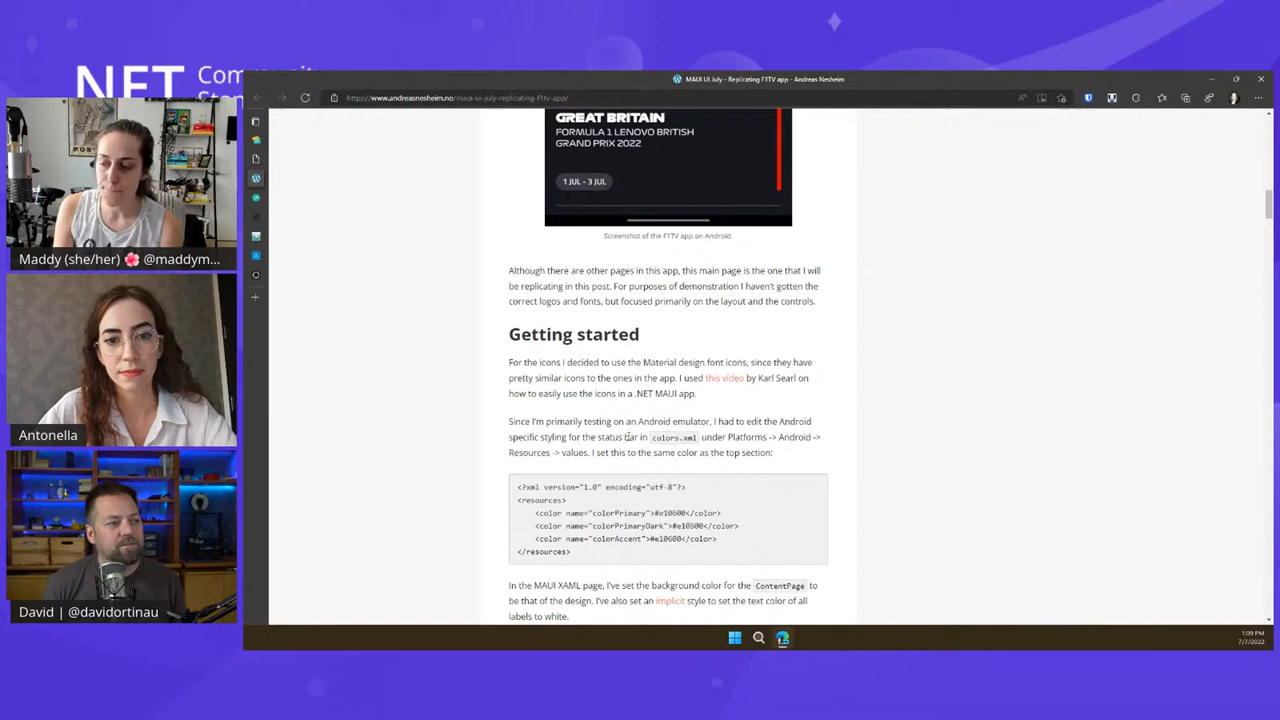 .NET Community
MAUI UI July - Replicating F1TV app - Andreas Nesheim
https://www.andreasnesheim.no/maui-ui-july-replicating-f1tv-app/
GREAT BRITAIN
FORMULA 1 LENOVO BRITISH
GRAND PRIX 2022
1 JUL - 3 JUL
Screenshot of the F1TV app on Android.
Maddy (she/her) 🌸 @maddym...
Although there are other pages in this app, this main page is the one that I will
be replicating in this post. For purposes of demonstration I haven't gotten the
correct logos and fonts, but focused primarily on the layout and the controls.
Getting started
For the icons I decided to use the Material design font icons, since they have
pretty similar icons to the ones in the app. I used this video by Karl Searl on
how to easily use the icons in a .NET MAUI app.
Antonella
Since I'm primarily testing on an Android emulator, I had to edit the Android
specific styling for the status bar in colors.xml under Platforms -> Android ->
Resources -> values. I set this to the same color as the top section:
<?xml version="1.0" encoding="utf-8"?>
<resources>
<color name="colorPrimary">#e10600</color>
<color name="colorPrimaryDark">#e10600</color>
<color name="colorAccent">#e10600</color>
</resources>
In the MAUI XAML page, I've set the background color for the ContentPage to
be that of the design. I've also set an implicit style to set the text color of all
labels to white.
David | @davidortinau
1:09 PM
7/7/2022